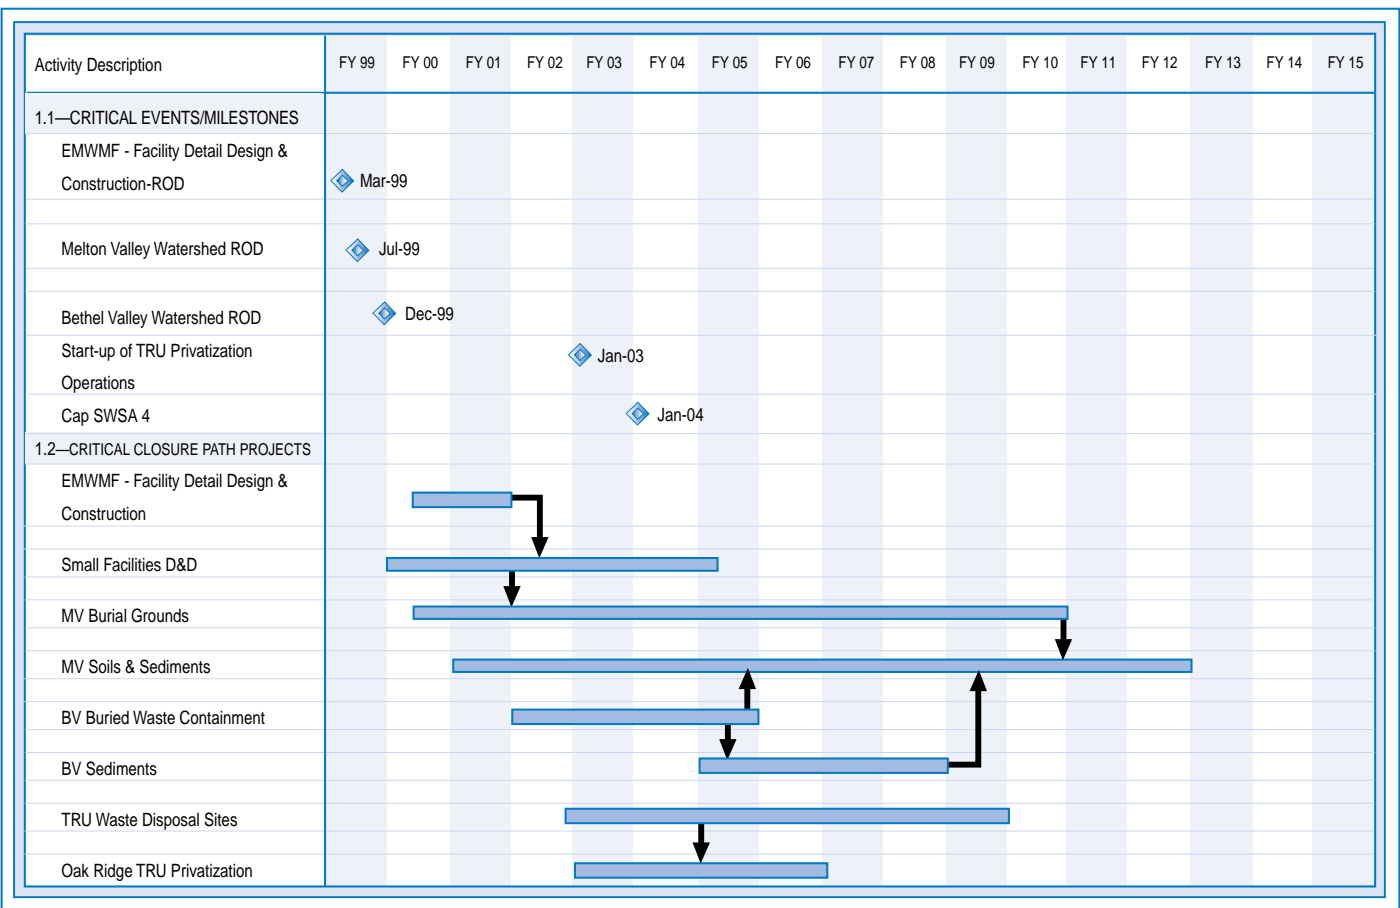 Activity Description FY 99 FY 00 FY 01 FY 02 FY 03 FY 04 FY 05 FY 06 FY 07 FY 08 FY 09 FY 10 FY 11 FY 12 FY 13 FY 14 FY 15
1.1—CRITICAL EVENTS/MILESTONES
EMWMF - Facility Detail Design &
Construction-ROD Mar-99
Melton Valley Watershed ROD Jul-99
Bethel Valley Watershed ROD Dec-99
Start-up of TRU Privatization Jan-03
Operations
Cap SWSA 4 Jan-04
1.2—CRITICAL CLOSURE PATH PROJECTS
EMWMF - Facility Detail Design &
Construction
Small Facilities D&D
MV Burial Grounds
MV Soils & Sediments
BV Buried Waste Containment
BV Sediments
TRU Waste Disposal Sites
Oak Ridge TRU Privatization